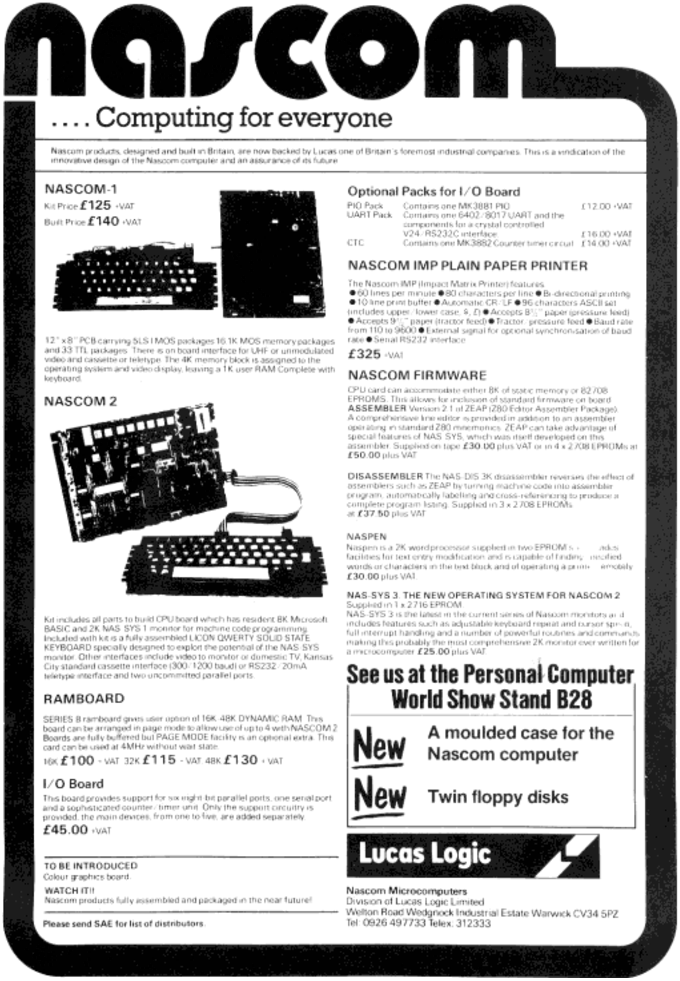 nascom
.... Computing for everyone
Nascom products, designed and built in Britain, are now backed by Lucas one of Britain's foremost industrial companies. This is a vindication of the
innovative design of the Nascom computer and an assurance of its future
NASCOM-1
Kit Price £125 +VAT
Built Price £140 +VAT
12" x 8" PCB carrying 5LSI MOS packages 16 1K MOS memory packages
and 33 TTL packages. There is on board interface for UHF or unmodulated
video and cassette or teletype. The 4K memory block is assigned to the
operating system and video display, leaving a 1K user RAM Complete with
keyboard.
NASCOM 2
Kit includes all parts to build CPU board which has resident 8K Microsoft
BASIC and 2K NAS-SYS 1 monitor for machine code programming.
Included with kit is a fully assembled LICON QWERTY SOLID STATE
KEYBOARD specially designed to exploit the potential of the NAS-SYS
monitor. Other interfaces include video to monitor or domestic TV, Kansas
City standard cassette interface (300-1200 baud) or RS232/20mA
teletype interface and two uncommitted parallel ports.
RAMBOARD
SERIES B ramboard gives user option of 16K-48K DYNAMIC RAM. This
board can be arranged in page mode to allow use of up to 4 with NASCOM 2
Boards are fully buffered but PAGE MODE facility is an optional extra. This
card can be used at 4MHz without wait state.
16K £100 + VAT 32K £115 + VAT 48K £130 + VAT
I/O Board
This board provides support for six eight bit parallel ports, one serial port
and a sophisticated counter-timer unit. Only the support circuitry is
provided, the main devices, from one to five, are added separately.
£45.00 +VAT
TO BE INTRODUCED
Colour graphics board.
WATCH IT!!
Nascom products fully assembled and packaged in the near future!
Please send SAE for list of distributors.
Optional Packs for I/O Board
PIO Pack Contains one MK3881 PIO £12.00 +VAT
UART Pack Contains one 6402/8017 UART and the
components for a crystal controlled
V24/RS232C interface £16.00 +VAT
CTC Contains one MK3882 Counter timer circuit £14.00 +VAT
NASCOM IMP PLAIN PAPER PRINTER
The Nascom IMP (Impact Matrix Printer) features
● 60 lines per minute ● 80 characters per line ● Bi-directional printing
● 10 line print buffer ● Automatic CR/LF ● 96 characters ASCII set
(includes upper/lower case, $, £) ● Accepts 8½" paper (pressure feed)
● Accepts 9½" paper (tractor feed) ● Tractor/pressure feed ● Baud rate
from 110 to 9600 ● External signal for optional synchronisation of baud
rate ● Serial RS232 interface
£325 +VAT
NASCOM FIRMWARE
CPU card can accommodate either 8K of static memory or 8 2708
EPROMS. This allows for inclusion of standard firmware on board
ASSEMBLER Version 2.1 of ZEAP (Z80 Editor Assembler Package)
A comprehensive line editor is provided in addition to an assembler
operating in standard Z80 mnemonics. ZEAP can take advantage of
special features of NAS-SYS, which was itself developed on this
assembler. Supplied on tape £30.00 plus VAT or in 4 x 2708 EPROMs at
£50.00 plus VAT
DISASSEMBLER The NAS-DIS 3K disassembler reverses the effect of
assemblers such as ZEAP by turning machine code into assembler
program, automatically labelling and cross-referencing to produce a
complete program listing. Supplied in 3 x 2708 EPROMs
at £37.50 plus VAT
NASPEN
Naspen is a 2K wordprocessor supplied in two EPROM
facilities for text entry modification and is capable of finding
words or characters in the text block and of operating a
£30.00 plus VAT.
NAS-SYS 3. THE NEW OPERATING SYSTEM FOR NASCOM 2
Supplied in 1 x 2716 EPROM
NAS-SYS 3 is the latest in the current series of Nascom monitors and
includes features such as adjustable keyboard repeat and cursor
full interrupt handling and a number of powerful routines and commands
making this probably the most comprehensive 2K monitor ever written for
a microcomputer £25.00 plus VAT
See us at the Personal Computer
World Show Stand B28
New A moulded case for the
Nascom computer
New Twin floppy disks
Lucas Logic
Nascom Microcomputers
Division of Lucas Logic Limited
Welton Road Wedgnock Industrial Estate Warwick CV34 5PZ
Tel: 0926 497733 Telex: 312333